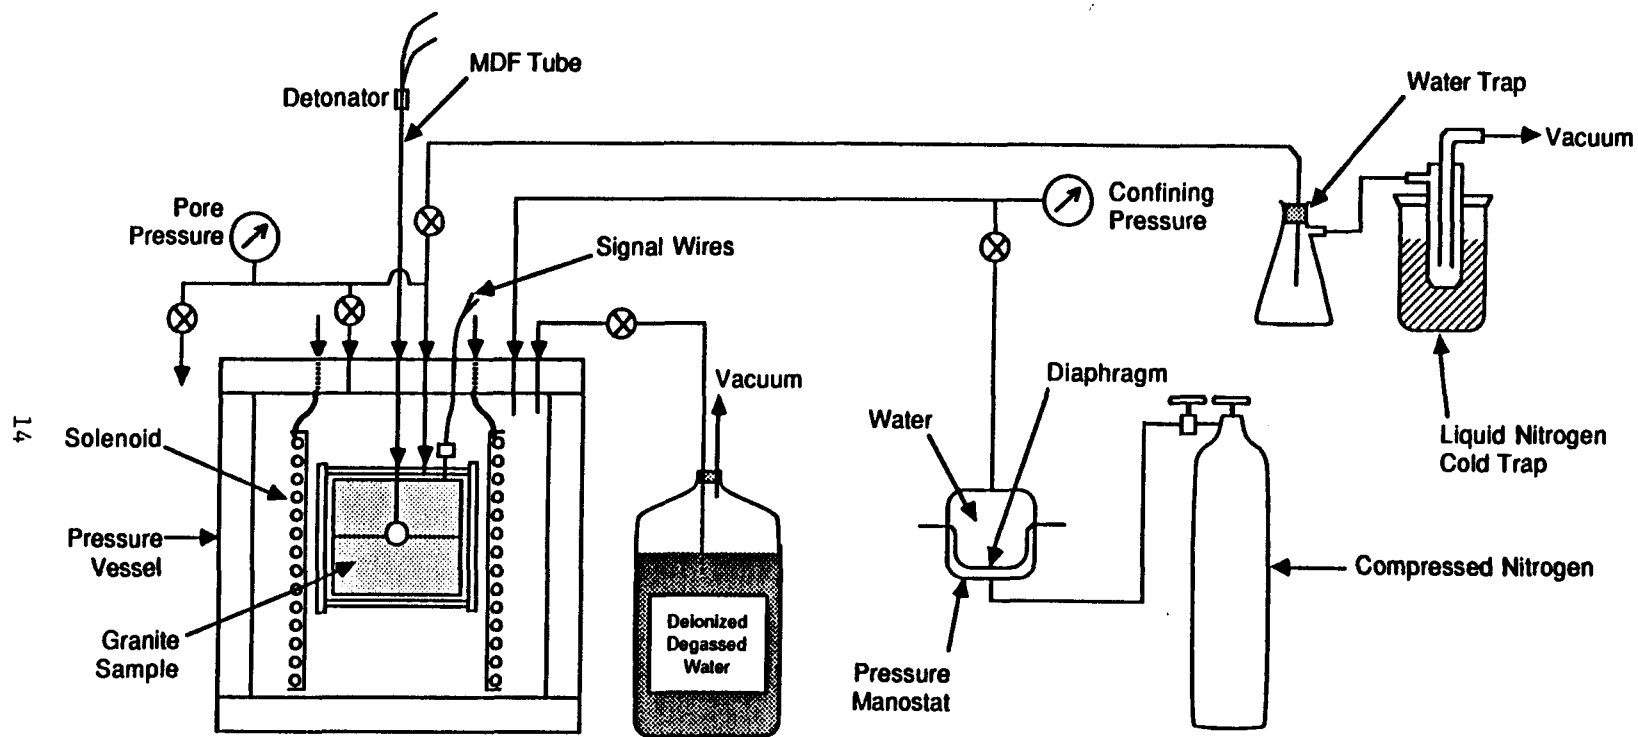 MDF Tube
Detonator
Water Trap
Vacuum
Pore
Pressure
Confining
Pressure
Signal Wires
Vacuum
Diaphragm
Water
14
Solenoid
Liquid Nitrogen
Cold Trap
Pressure
Vessel
Compressed Nitrogen
Deionized
Degassed
Water
Granite
Sample
Pressure
Manostat